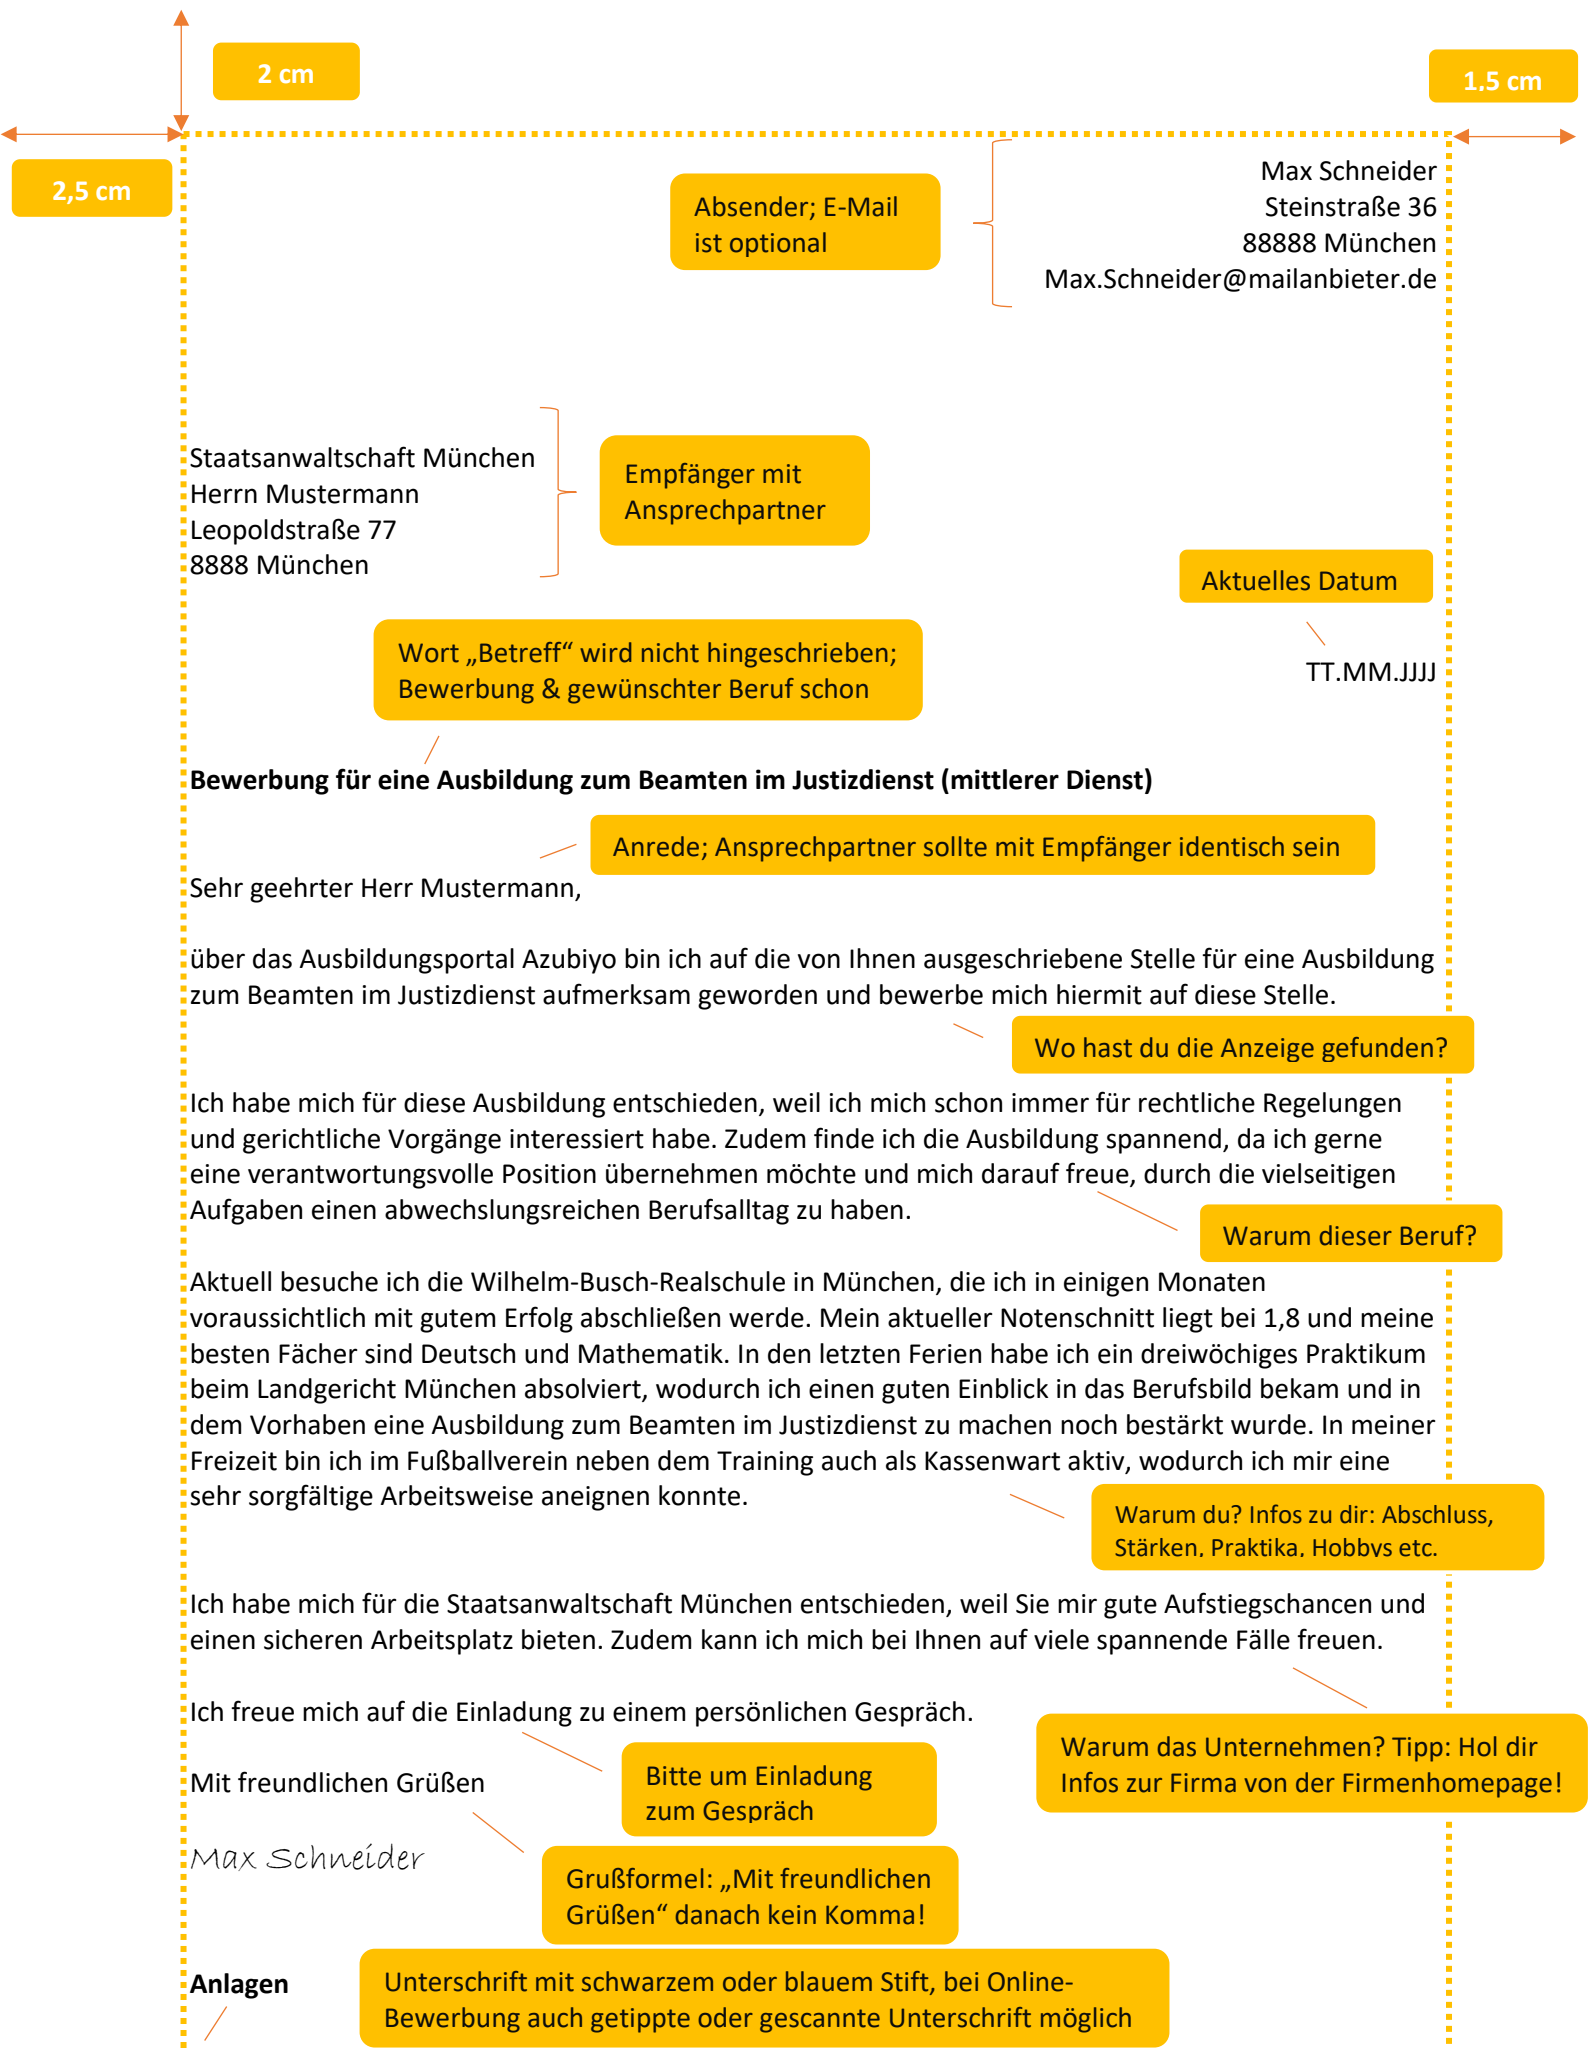 2 cm
1,5 cm
2,5 cm
Absender; E-Mail
ist optional
Max Schneider
Steinstraße 36
88888 München
Max.Schneider@mailanbieter.de
Staatsanwaltschaft München
Herrn Mustermann
Leopoldstraße 77
8888 München
Empfänger mit
Ansprechpartner
Aktuelles Datum
TT.MM.JJJJ
Wort „Betreff“ wird nicht hingeschrieben;
Bewerbung & gewünschter Beruf schon
Bewerbung für eine Ausbildung zum Beamten im Justizdienst (mittlerer Dienst)
Anrede; Ansprechpartner sollte mit Empfänger identisch sein
Sehr geehrter Herr Mustermann,
über das Ausbildungsportal Azubiyo bin ich auf die von Ihnen ausgeschriebene Stelle für eine Ausbildung
zum Beamten im Justizdienst aufmerksam geworden und bewerbe mich hiermit auf diese Stelle.
Wo hast du die Anzeige gefunden?
Ich habe mich für diese Ausbildung entschieden, weil ich mich schon immer für rechtliche Regelungen
und gerichtliche Vorgänge interessiert habe. Zudem finde ich die Ausbildung spannend, da ich gerne
eine verantwortungsvolle Position übernehmen möchte und mich darauf freue, durch die vielseitigen
Aufgaben einen abwechslungsreichen Berufsalltag zu haben.
Warum dieser Beruf?
Aktuell besuche ich die Wilhelm-Busch-Realschule in München, die ich in einigen Monaten
voraussichtlich mit gutem Erfolg abschließen werde. Mein aktueller Notenschnitt liegt bei 1,8 und meine
besten Fächer sind Deutsch und Mathematik. In den letzten Ferien habe ich ein dreiwöchiges Praktikum
beim Landgericht München absolviert, wodurch ich einen guten Einblick in das Berufsbild bekam und in
dem Vorhaben eine Ausbildung zum Beamten im Justizdienst zu machen noch bestärkt wurde. In meiner
Freizeit bin ich im Fußballverein neben dem Training auch als Kassenwart aktiv, wodurch ich mir eine
sehr sorgfältige Arbeitsweise aneignen konnte.
Warum du? Infos zu dir: Abschluss,
Stärken, Praktika, Hobbys etc.
Ich habe mich für die Staatsanwaltschaft München entschieden, weil Sie mir gute Aufstiegschancen und
einen sicheren Arbeitsplatz bieten. Zudem kann ich mich bei Ihnen auf viele spannende Fälle freuen.
Ich freue mich auf die Einladung zu einem persönlichen Gespräch.
Warum das Unternehmen? Tipp: Hol dir
Infos zur Firma von der Firmenhomepage!
Bitte um Einladung
zum Gespräch
Mit freundlichen Grüßen
Max Schneider
Grußformel: „Mit freundlichen
Grüßen“ danach kein Komma!
Anlagen
Unterschrift mit schwarzem oder blauem Stift, bei Online-
Bewerbung auch getippte oder gescannte Unterschrift möglich